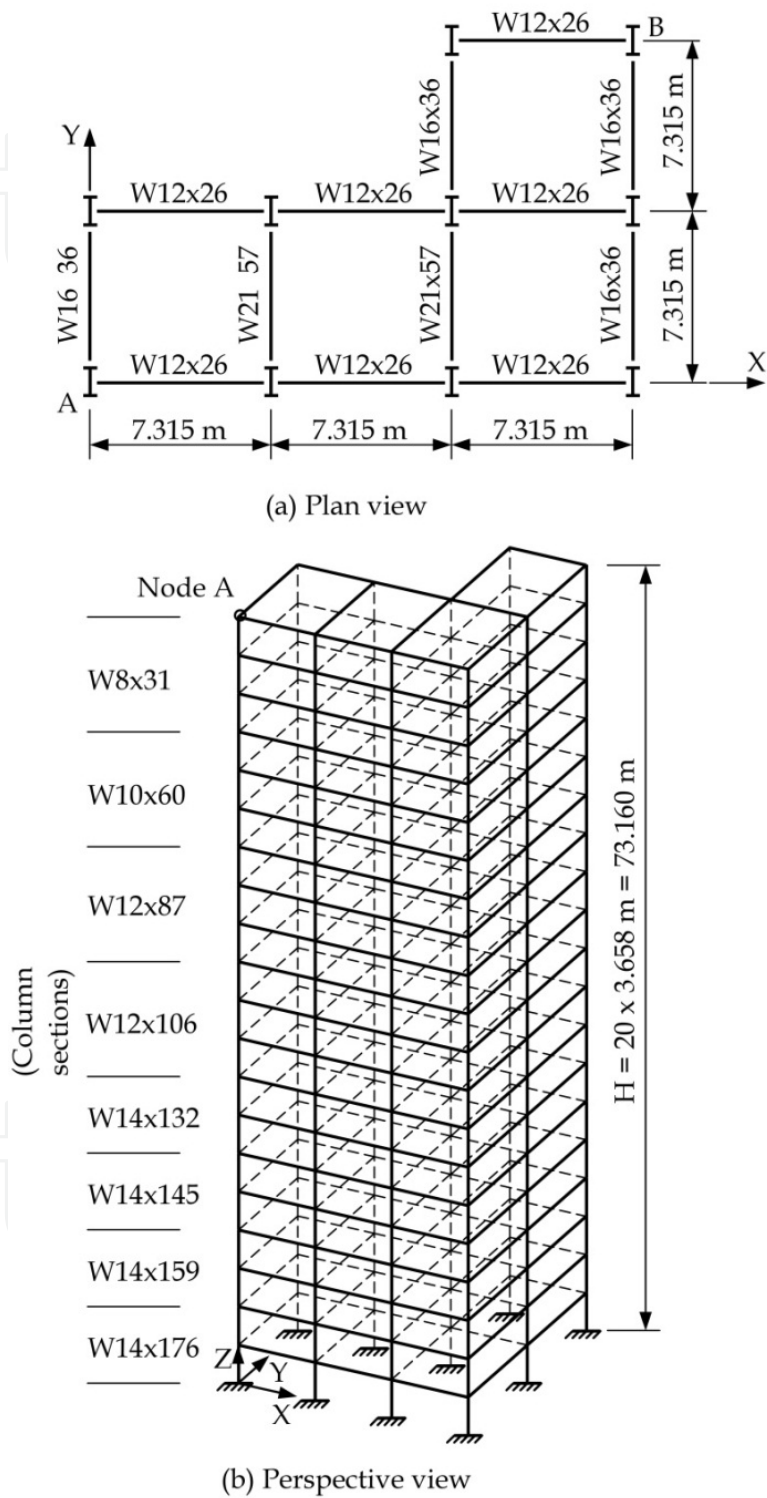 W12x26
B
W16x36
W16x36
7.315 m
Y
W12x26
W12x26
W12x26
W16 36
W21 57
W21x57
W16x36
7.315 m
W12x26
W12x26
W12x26
X
A
7.315 m
7.315 m
7.315 m
(a) Plan view
Node A
W8x31
W10x60
W12x87
W12x106
W14x132
W14x145
W14x159
W14x176
(Column
sections)
H = 20 x 3.658 m = 73.160 m
Z
Y
X
(b) Perspective view